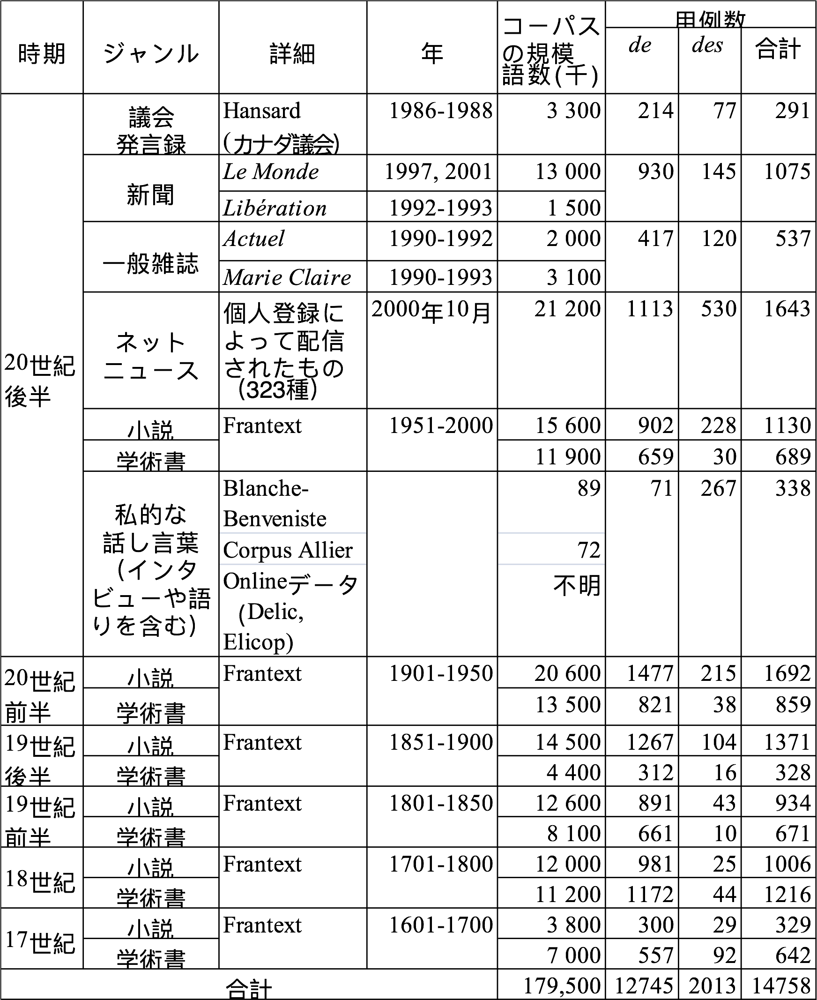 時期 ジャンル 詳細 年 コーパスの規模語数(千) 用例数
de des 合計
20世紀後半 議会発言録 Hansard (カナダ議会) 1986-1988 3 300 214 77 291
新聞 Le Monde 1997, 2001 13 000 930 145 1075
Libération 1992-1993 1 500
一般雑誌 Actuel 1990-1992 2 000 417 120 537
Marie Claire 1990-1993 3 100
ネットニュース 個人登録によって配信されたもの(323種) 2000年10月 21 200 1113 530 1643
小説 Frantext 1951-2000 15 600 902 228 1130
学術書 11 900 659 30 689
私的な話し言葉(インタビューや語りを含む) Blanche-Benveniste 89 71 267 338
Corpus Allier 72
Onlineデータ(Delic, Elicop) 不明
20世紀前半 小説 Frantext 1901-1950 20 600 1477 215 1692
学術書 13 500 821 38 859
19世紀後半 小説 Frantext 1851-1900 14 500 1267 104 1371
学術書 4 400 312 16 328
19世紀前半 小説 Frantext 1801-1850 12 600 891 43 934
学術書 8 100 661 10 671
18世紀 小説 Frantext 1701-1800 12 000 981 25 1006
学術書 11 200 1172 44 1216
17世紀 小説 Frantext 1601-1700 3 800 300 29 329
学術書 7 000 557 92 642
合計 179,500 12745 2013 14758